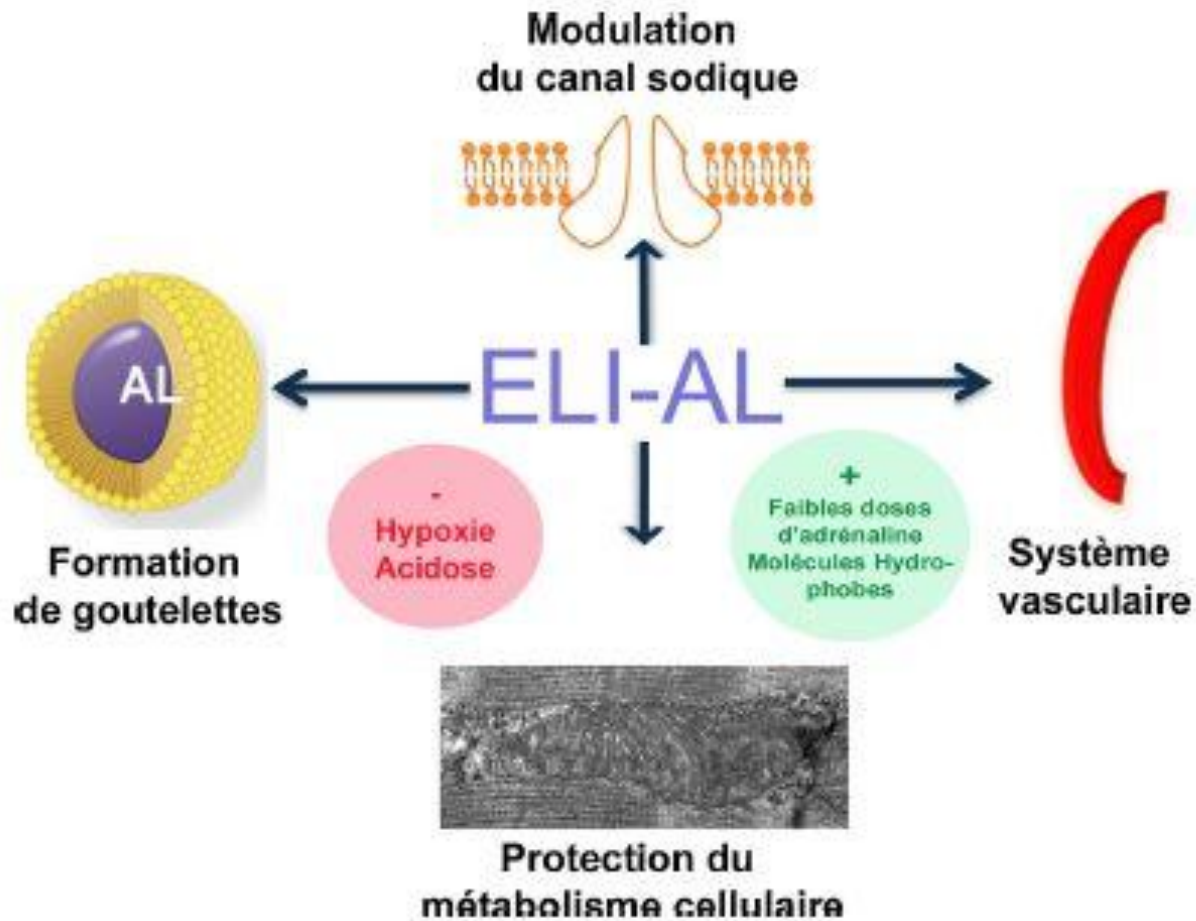 Modulation
du canal sodique
AL
ELI-AL
-
Hypoxie
Acidose
+
Faibles doses
d'adrénaline
Molécules Hydro-
phobes
Formation
de goutelettes
Système
vasculaire
Protection du
métabolisme cellulaire